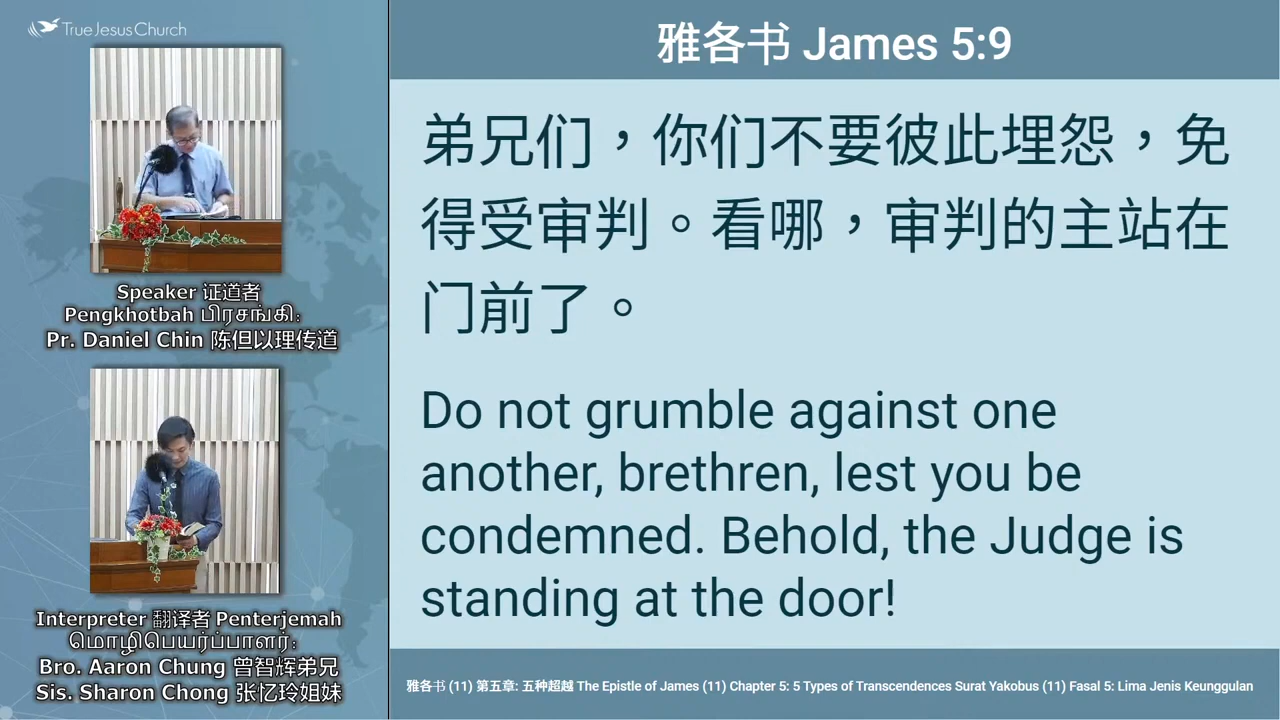 True Jesus Church
Speaker 证道者
Pengkhotbah பிரசங்கி:
Pr. Daniel Chin 陈但以理传道
Interpreter 翻译者 Penterjemah
மொழிபெயர்ப்பாளர்:
Bro. Aaron Chung 曾智辉弟兄
Sis. Sharon Chong 张忆玲姐妹
雅各书 James 5:9
弟兄们，你们不要彼此埋怨，免
得受审判。看哪，审判的主站在
门前了。
Do not grumble against one
another, brethren, lest you be
condemned. Behold, the Judge is
standing at the door!
雅各书 (11) 第五章: 五种超越 The Epistle of James (11) Chapter 5: 5 Types of Transcendences Surat Yakobus (11) Fasal 5: Lima Jenis Keunggulan